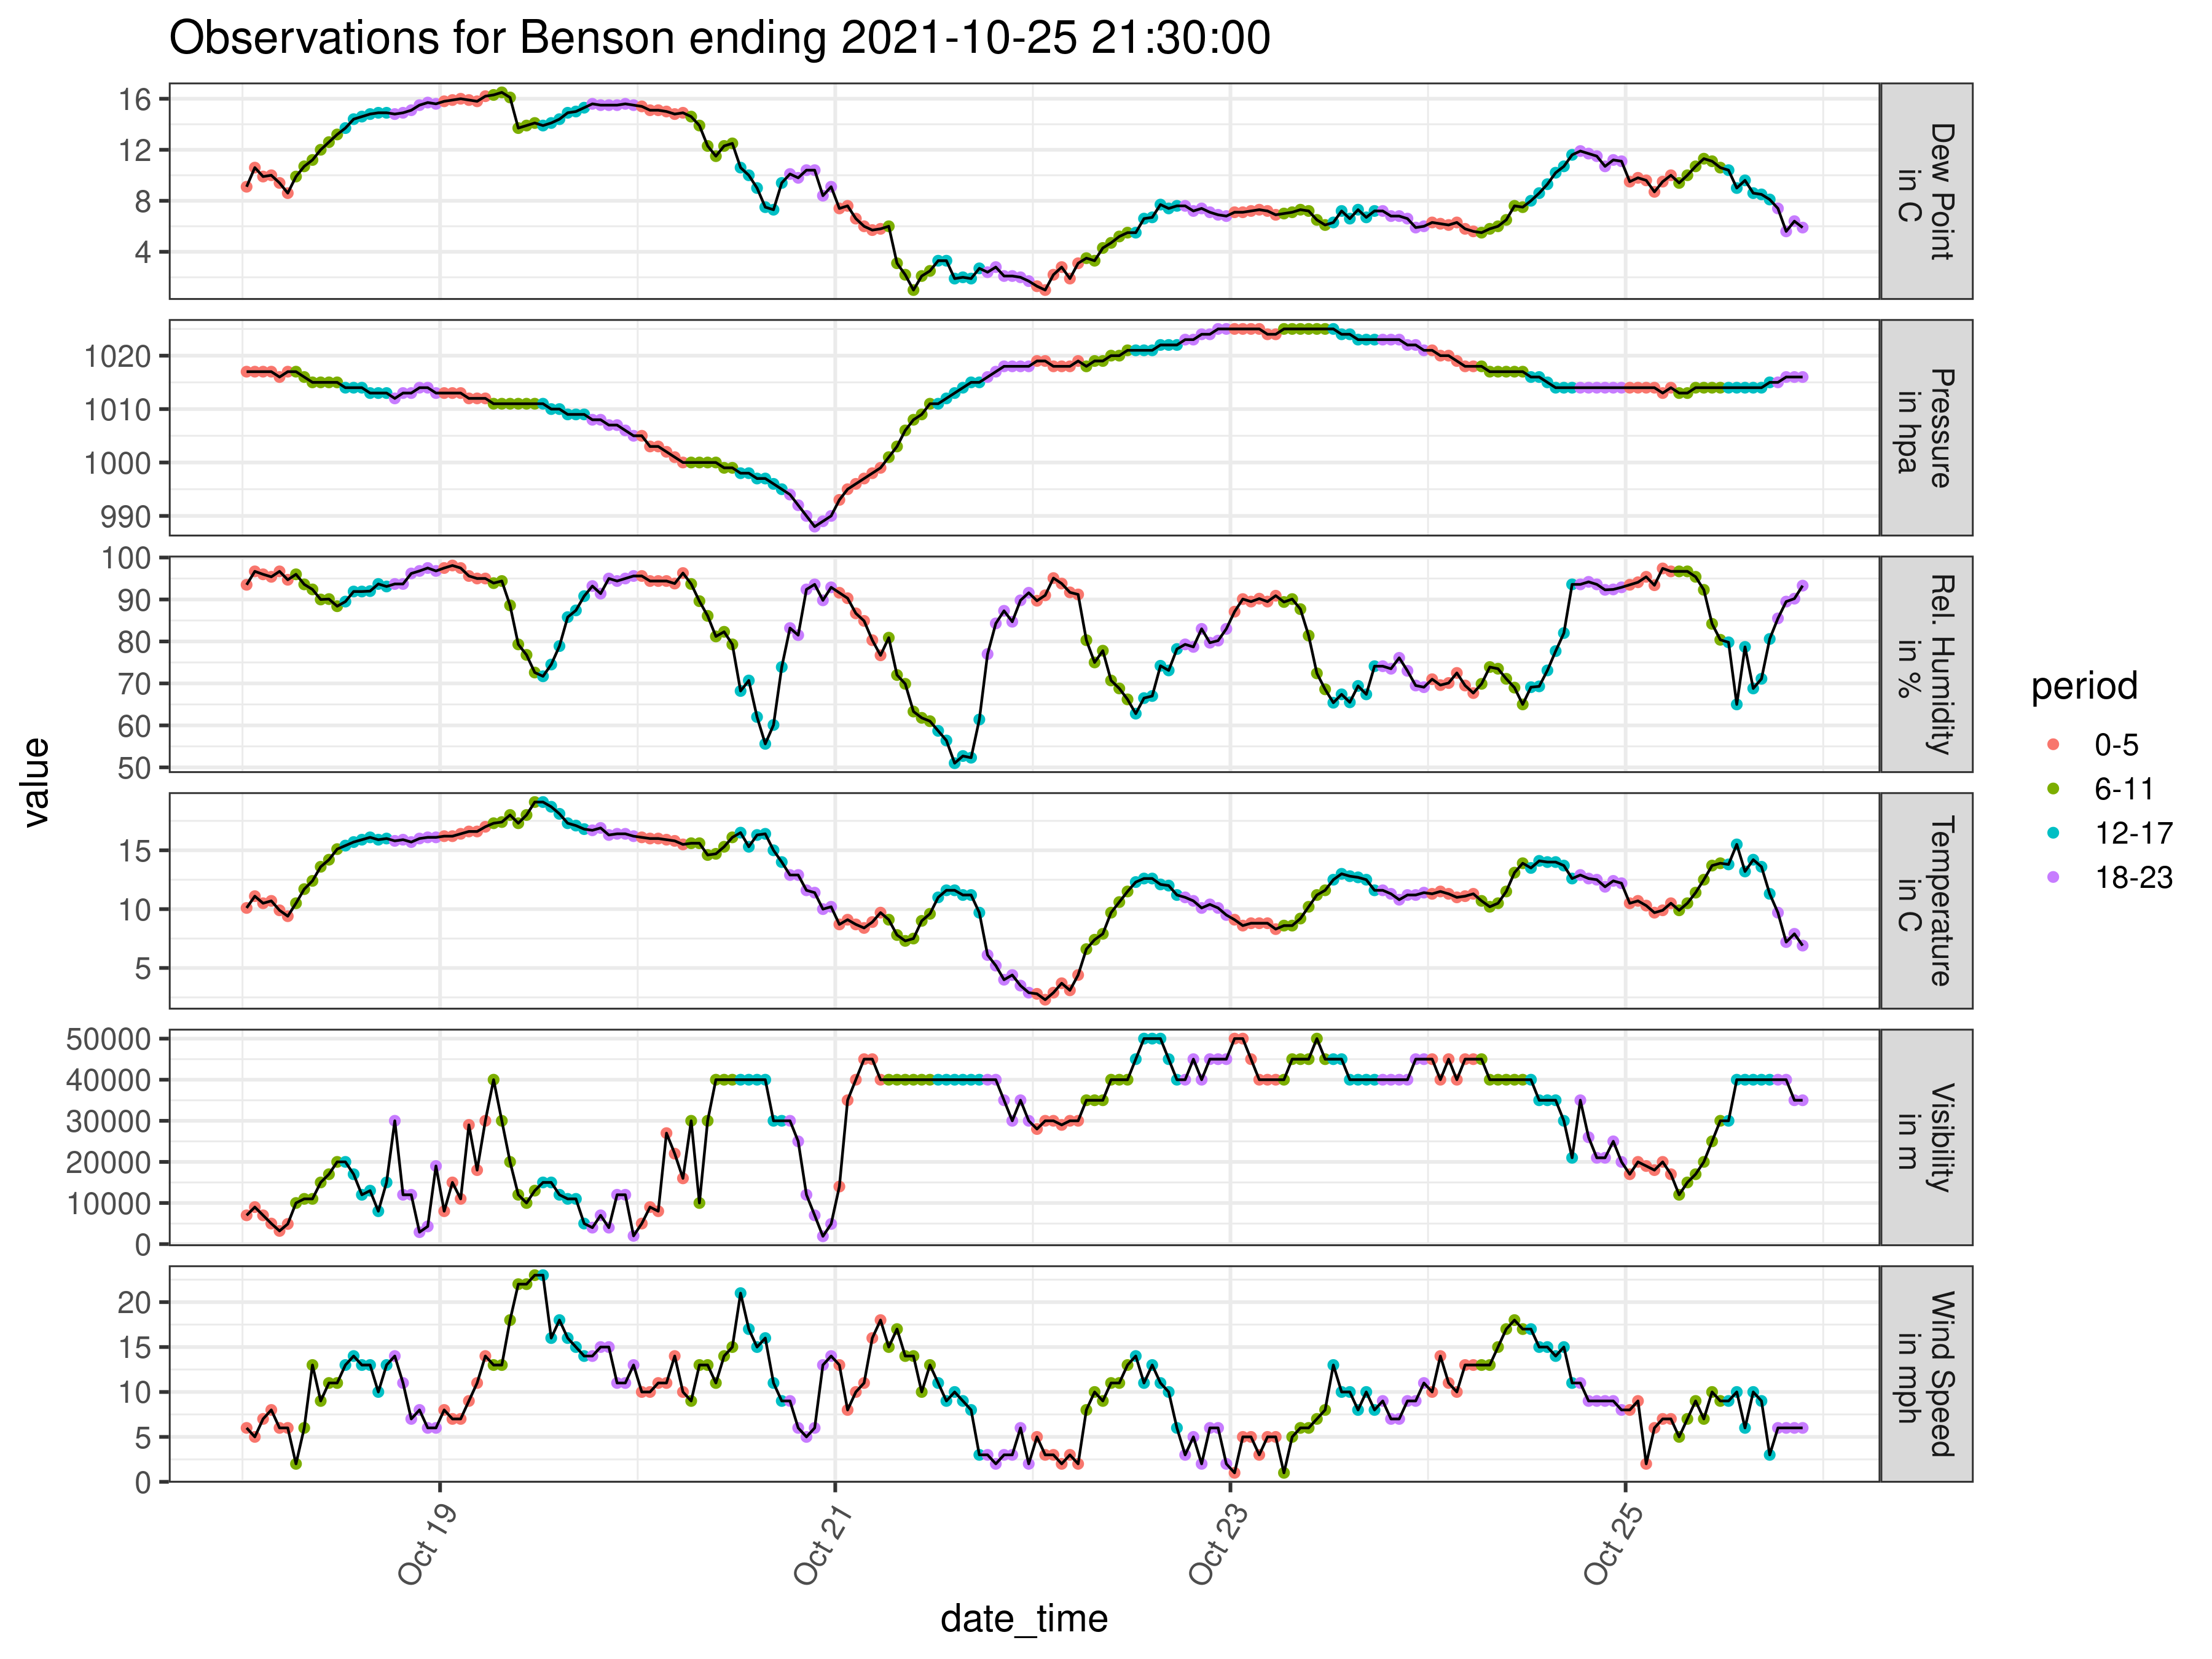 Observations for Benson ending 2021-10-25 21:30:00
value
16
12
8
4
Dew Point
in C
1020
1010
1000
990
Pressure
in hpa
100
90
80
70
60
50
Rel. Humidity
in %
15
10
5
Temperature
in C
50000
40000
30000
20000
10000
0
Visibility
in m
20
15
10
5
0
Wind Speed
in mph
Oct 19
Oct 21
Oct 23
Oct 25
date_time
period
0-5
6-11
12-17
18-23